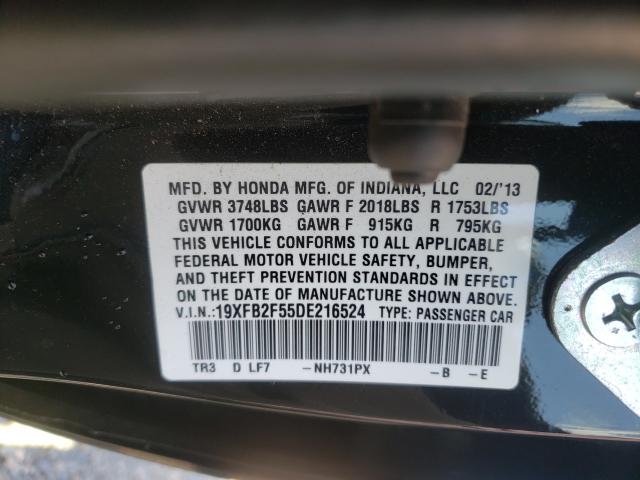 MFD. BY HONDA MFG. OF INDIANA, LLC 02/'13
GVWR 3748LBS GAWR F 2018LBS R 1753LBS
GVWR 1700KG GAWR F 915KG R 795KG
THIS VEHICLE CONFORMS TO ALL APPLICABLE
FEDERAL MOTOR VEHICLE SAFETY, BUMPER,
AND THEFT PREVENTION STANDARDS IN EFFECT
ON THE DATE OF MANUFACTURE SHOWN ABOVE.
V.I.N.:19XFB2F55DE216524 TYPE: PASSENGER CAR
TR3 D LF7 -NH731PX -B -E